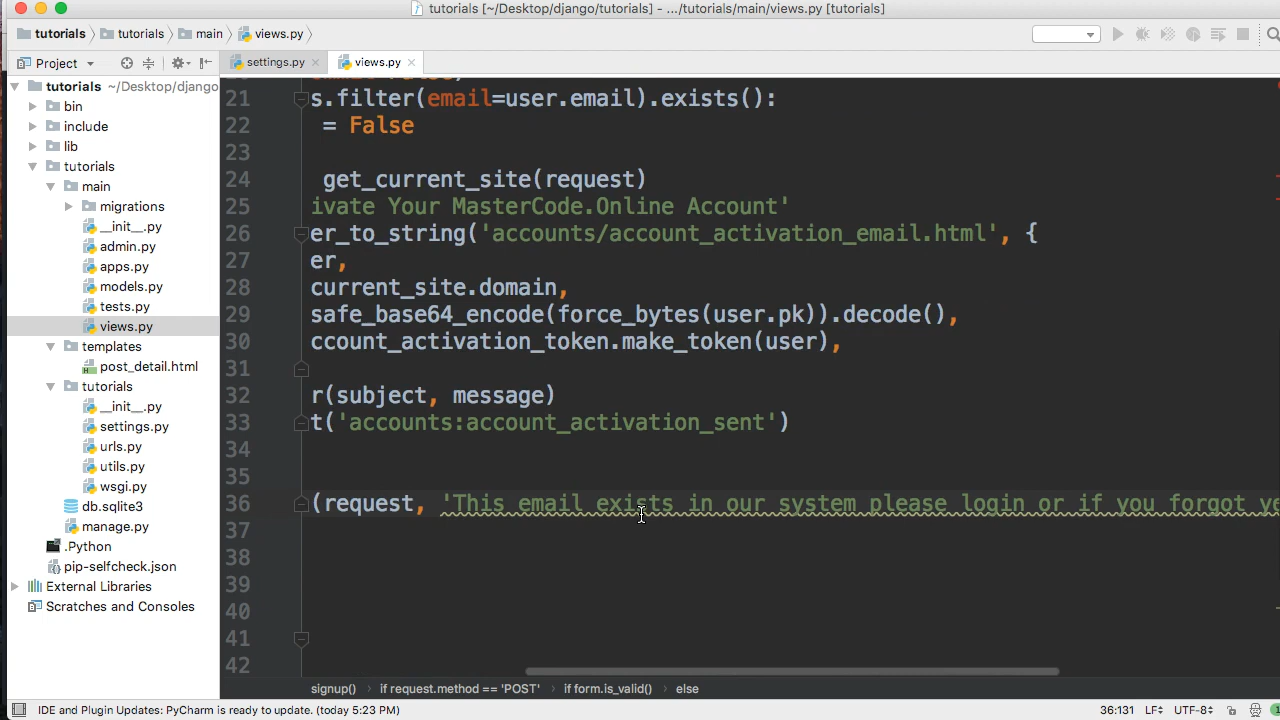 tutorials [~/Desktop/django/tutorials] - .../tutorials/main/views.py [tutorials]
tutorials tutorials main views.py
Project
settings.py views.py
tutorials ~/Desktop/django
bin
include
lib
tutorials
main
migrations
__init__.py
admin.py
apps.py
models.py
tests.py
views.py
templates
post_detail.html
tutorials
__init__.py
settings.py
urls.py
utils.py
wsgi.py
db.sqlite3
manage.py
.Python
pip-selfcheck.json
External Libraries
Scratches and Consoles
21 s.filter(email=user.email).exists():
22 = False
23
24 get_current_site(request)
25 ivate Your MasterCode.Online Account'
26 er_to_string('accounts/account_activation_email.html', {
27 er,
28 current_site.domain,
29 safe_base64_encode(force_bytes(user.pk)).decode(),
30 ccount_activation_token.make_token(user),
31
32 r(subject, message)
33 t('accounts:account_activation_sent')
34
35
36 (request, 'This email exists in our system please login or if you forgot
37
38
39
40
41
42
signup() if request.method == 'POST' if form.is_valid() else
IDE and Plugin Updates: PyCharm is ready to update. (today 5:23 PM) 36:131 LF UTF-8